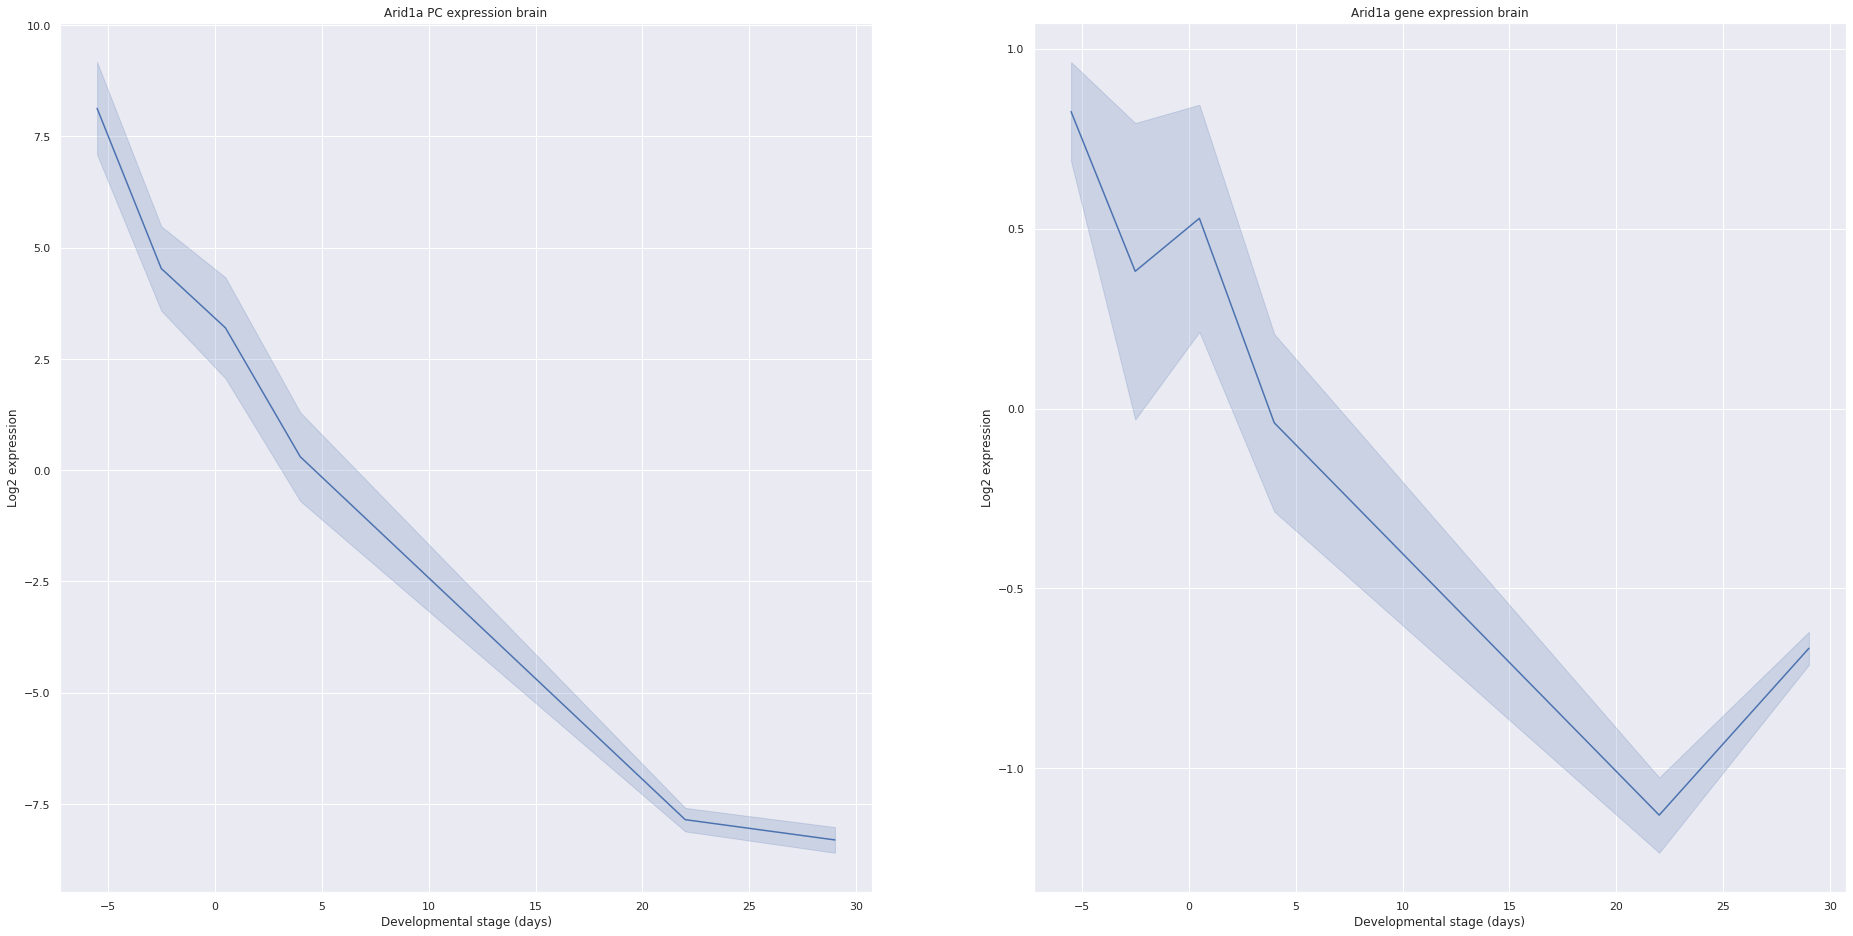 Arid1a PC expression brain
10.0
7.5
5.0
2.5
0.0
−2.5
−5.0
−7.5
Log2 expression
−5 0 5 10 15 20 25 30
Developmental stage (days)
Arid1a gene expression brain
1.0
0.5
0.0
−0.5
−1.0
Log2 expression
−5 0 5 10 15 20 25 30
Developmental stage (days)